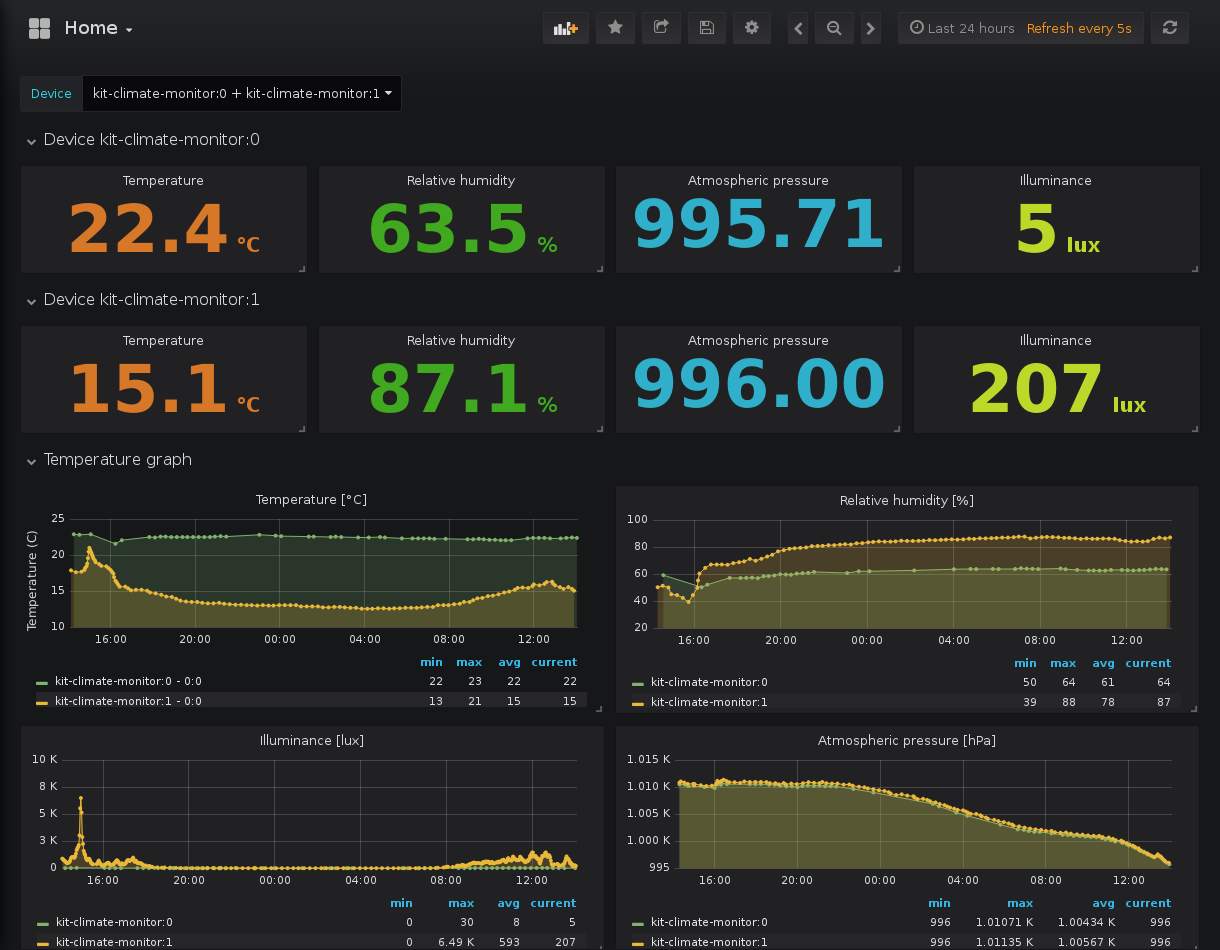 Home
Last 24 hours Refresh every 5s
Device kit-climate-monitor:0 + kit-climate-monitor:1
Device kit-climate-monitor:0
Temperature Relative humidity Atmospheric pressure Illuminance
22.4 °C 63.5 % 995.71 5 lux
Device kit-climate-monitor:1
Temperature Relative humidity Atmospheric pressure Illuminance
15.1 °C 87.1 % 996.00 207 lux
Temperature graph
Temperature [°C]
Temperature (C)
25
20
15
10
16:00 20:00 00:00 04:00 08:00 12:00
min max avg current
kit-climate-monitor:0 - 0:0 22 23 22 22
kit-climate-monitor:1 - 0:0 13 21 15 15
Relative humidity [%]
100
80
60
40
20
16:00 20:00 00:00 04:00 08:00 12:00
min max avg current
kit-climate-monitor:0 50 64 61 64
kit-climate-monitor:1 39 88 78 87
Illuminance [lux]
10 K
8 K
5 K
3 K
0
16:00 20:00 00:00 04:00 08:00 12:00
min max avg current
kit-climate-monitor:0 0 30 8 5
kit-climate-monitor:1 0 6.49 K 593 207
Atmospheric pressure [hPa]
1.015 K
1.010 K
1.005 K
1.000 K
995
16:00 20:00 00:00 04:00 08:00 12:00
min max avg current
kit-climate-monitor:0 996 1.01071 K 1.00434 K 996
kit-climate-monitor:1 996 1.01135 K 1.00567 K 996